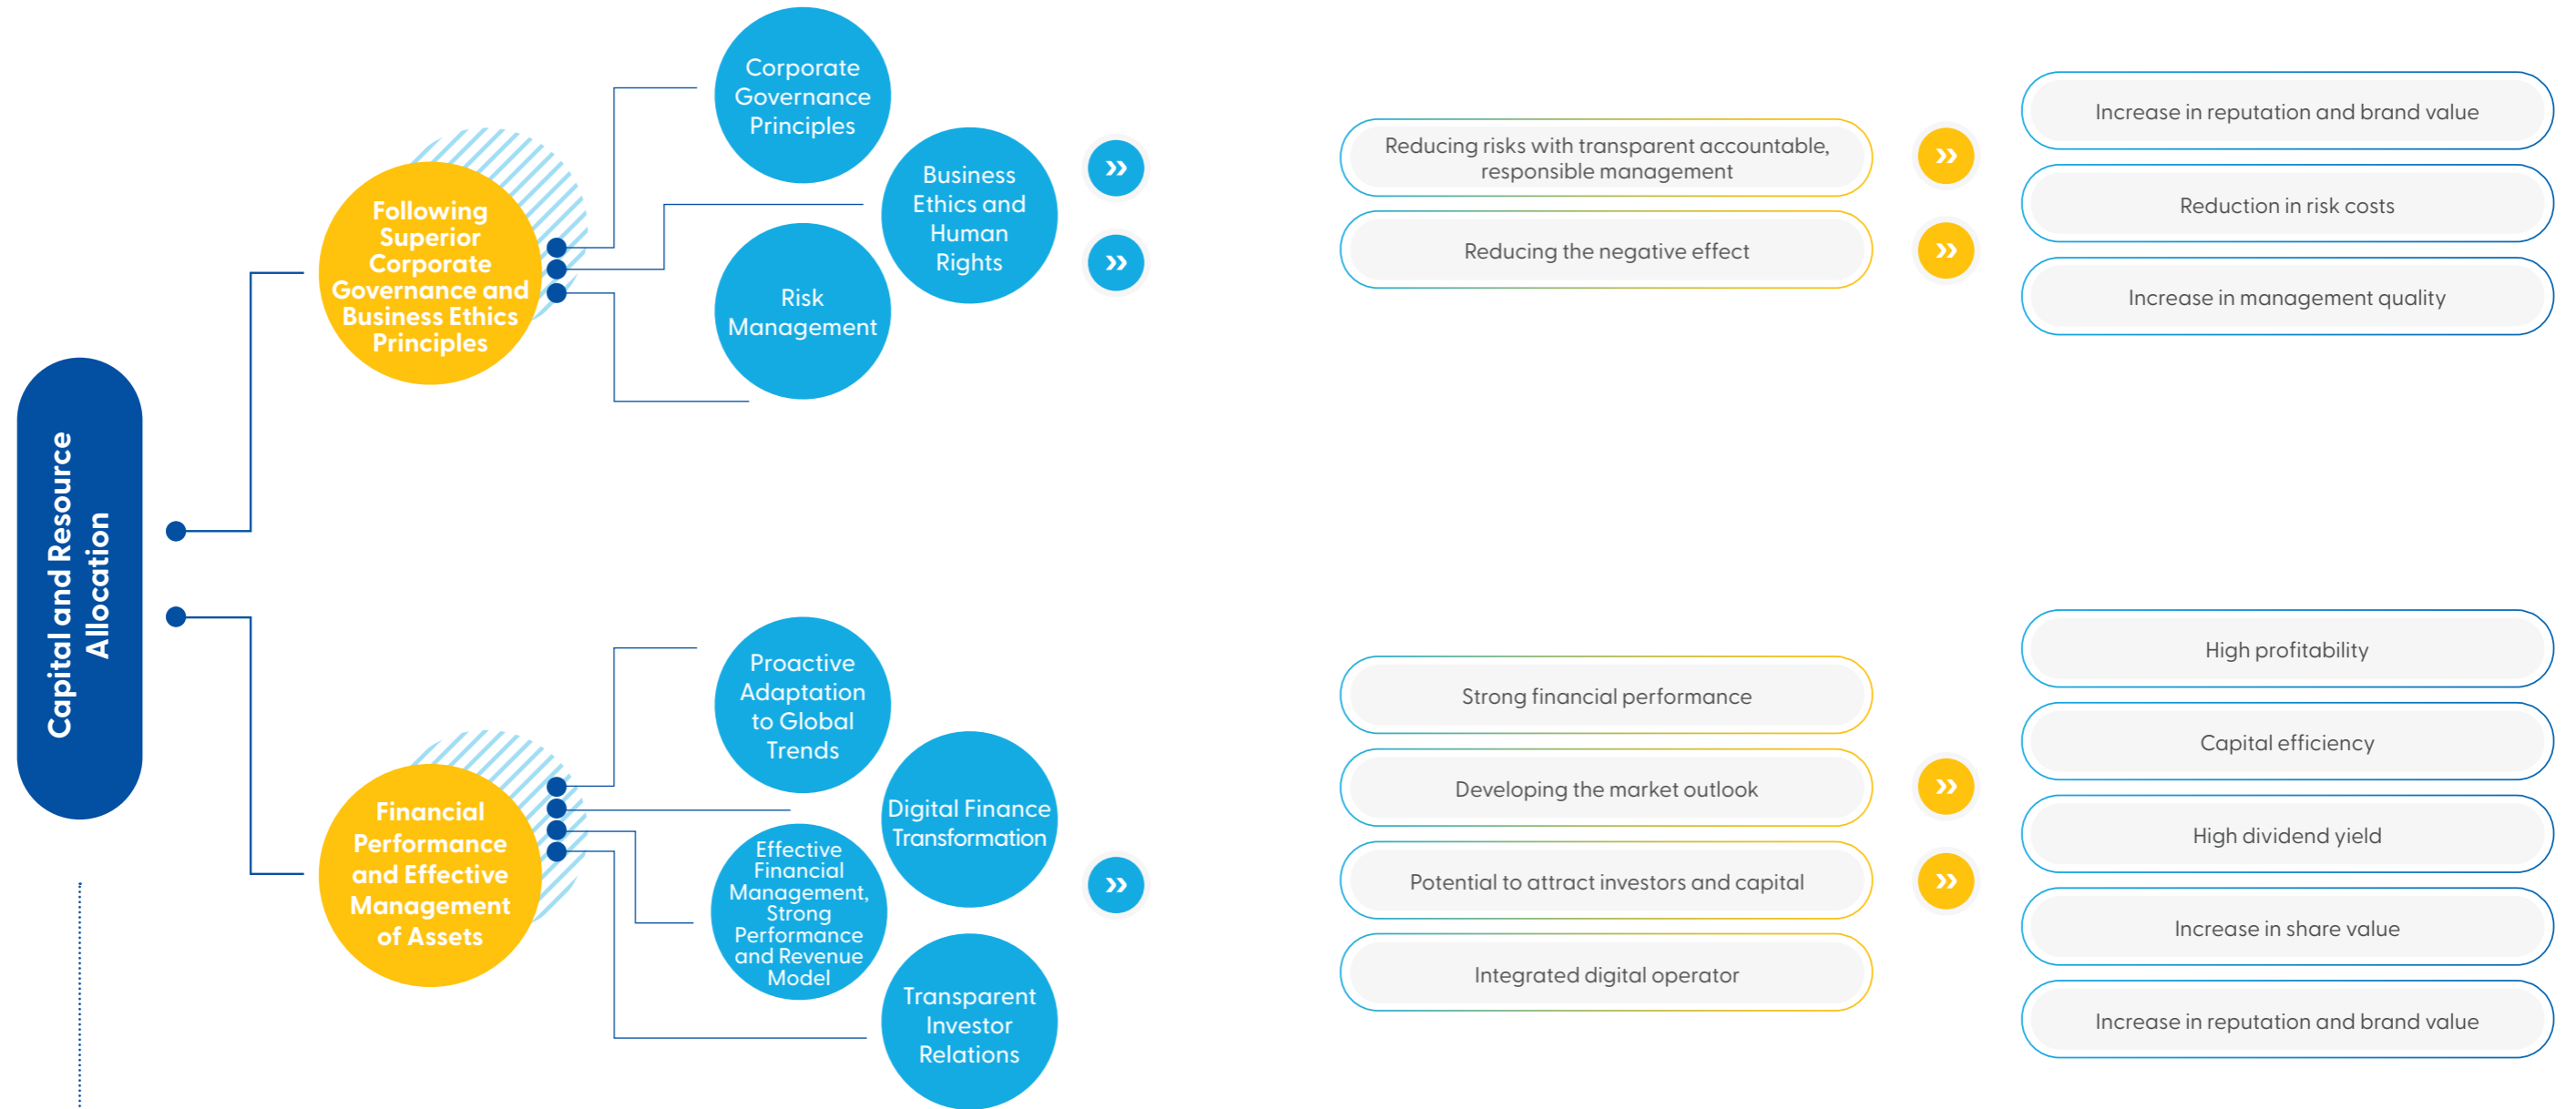 Capital and Resource
Allocation
Following
Superior
Corporate
Governance and
Business Ethics
Principles
Corporate
Governance
Principles
Business
Ethics and
Human
Rights
Risk
Management
Reducing risks with transparent accountable,
responsible management
Reducing the negative effect
Increase in reputation and brand value
Reduction in risk costs
Increase in management quality
Financial
Performance
and Effective
Management
of Assets
Proactive
Adaptation
to Global
Trends
Digital Finance
Transformation
Effective
Financial
Management,
Strong
Performance
and Revenue
Model
Transparent
Investor
Relations
Strong financial performance
Developing the market outlook
Potential to attract investors and capital
Integrated digital operator
High profitability
Capital efficiency
High dividend yield
Increase in share value
Increase in reputation and brand value